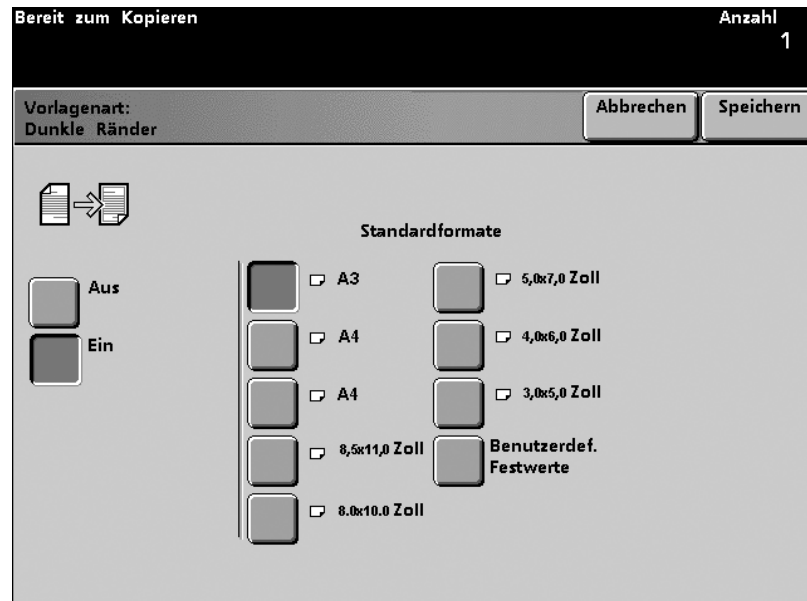 Bereit zum Kopieren
Anzahl
1
Vorlagenart:
Dunkle Ränder
Abbrechen
Speichern
Standardformate
Aus
Ein
A3
A4
A4
8,5x11,0 Zoll
8.0x10.0 Zoll
5,0x7,0 Zoll
4,0x6,0 Zoll
3,0x5,0 Zoll
Benutzerdef.
Festwerte